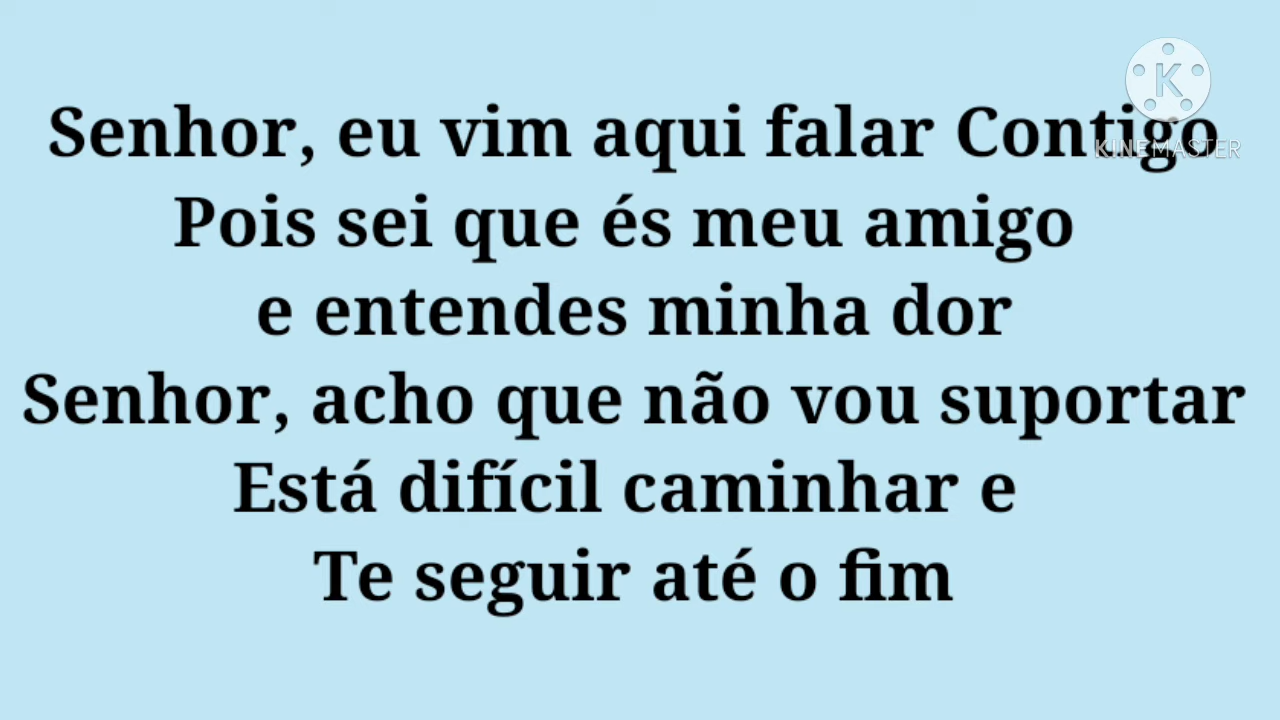 Senhor, eu vim aqui falar Contigo
Pois sei que és meu amigo
e entendes minha dor
Senhor, acho que não vou suportar
Está difícil caminhar e
Te seguir até o fim
K
KINEMASTER